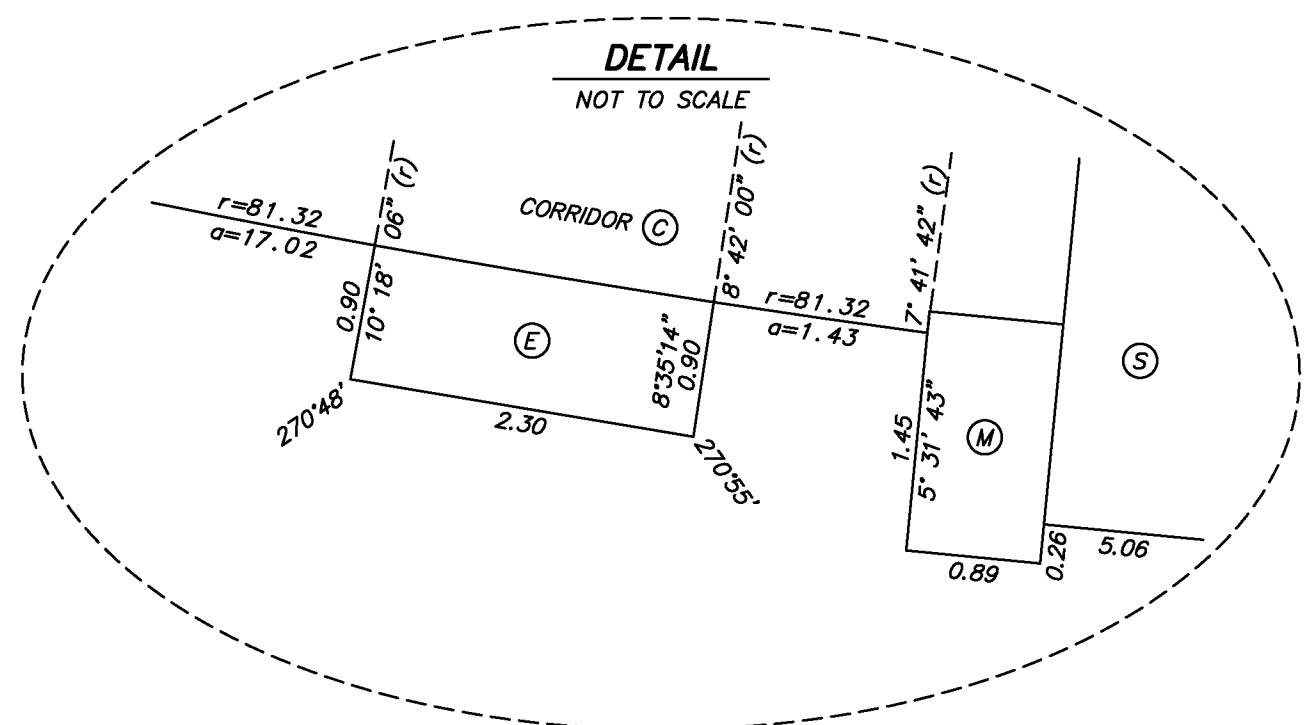 DETAIL
NOT TO SCALE
r=81.32
a=17.02
10° 18' 06" (r)
0.90
CORRIDOR C
8° 42' 00" (r)
r=81.32
a=1.43
7° 41' 42" (r)
E
8°35'14"
0.90
270°48'
2.30
270°55'
1.45
5° 31' 43"
M
S
0.89
0.26
5.06